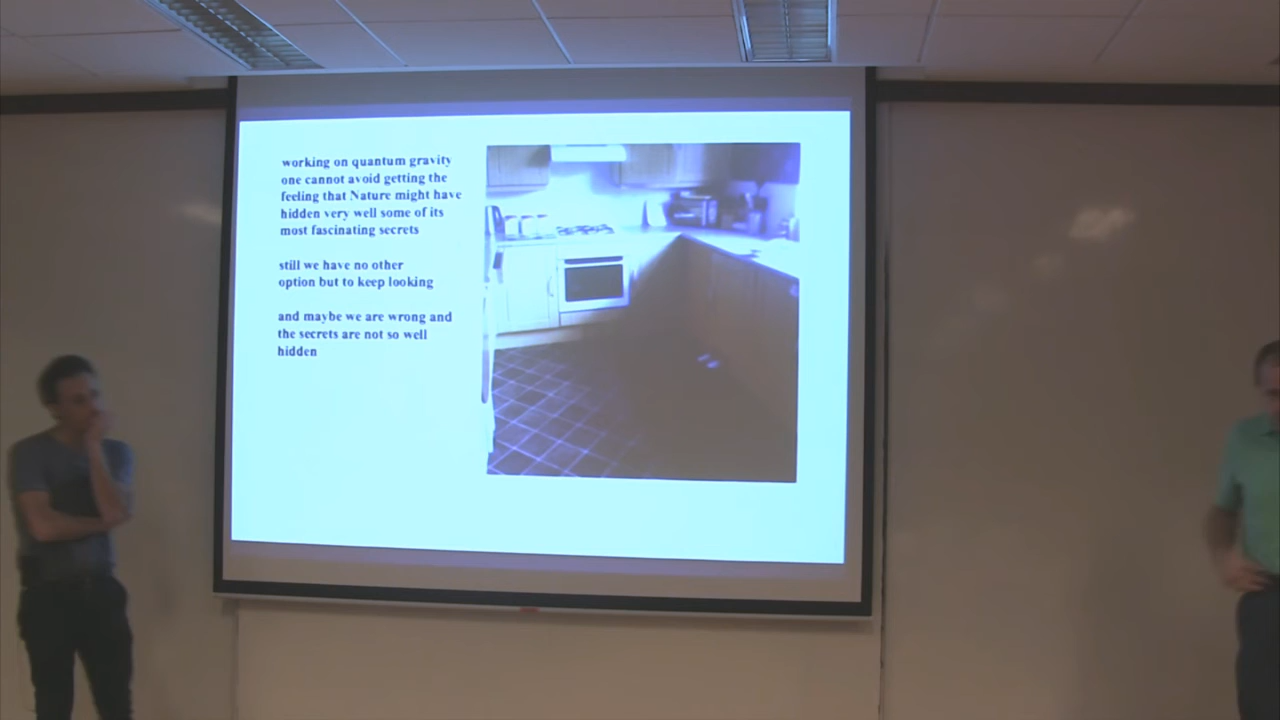 working on quantum gravity
one cannot avoid getting the
feeling that Nature might have
hidden very well some of its
most fascinating secrets
still we have no other
option but to keep looking
and maybe we are wrong and
the secrets are not so well
hidden